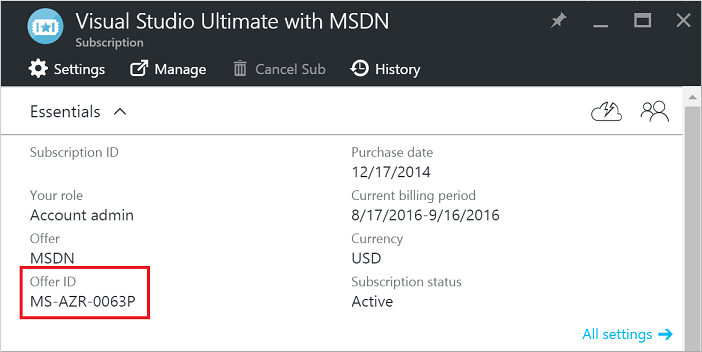 Visual Studio Ultimate with MSDN
Subscription
Settings Manage Cancel Sub History
Essentials
Subscription ID Purchase date
12/17/2014
Your role Current billing period
Account admin 8/17/2016-9/16/2016
Offer Currency
MSDN USD
Offer ID Subscription status
MS-AZR-0063P Active
All settings